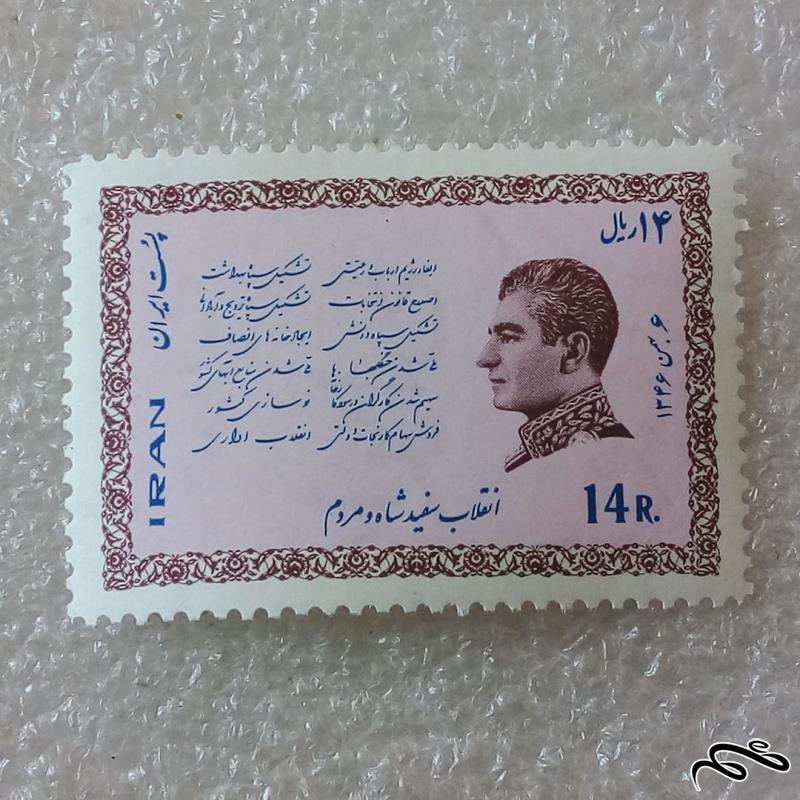 ۱۴ ریال
پست ایران
الغاء رژیم ارباب و رعیتی
اصلاح قانون انتخابات
تشکیل سپاه دانش
ملی شدن جنگلها
سهیم شدن کارگران در سود کارخانه‌ها
فروش سهام کارخانجات دولتی
تشکیل سپاه بهداشت
تشکیل سپاه ترویج و آبادانی
ایجاد خانه های انصاف
ملی شدن منابع آبهای کشور
نوسازی کشور
انقلاب اداری
۶ بهمن ۱۳۴۶
IRAN
انقلاب سفید شاه و مردم
14 R.